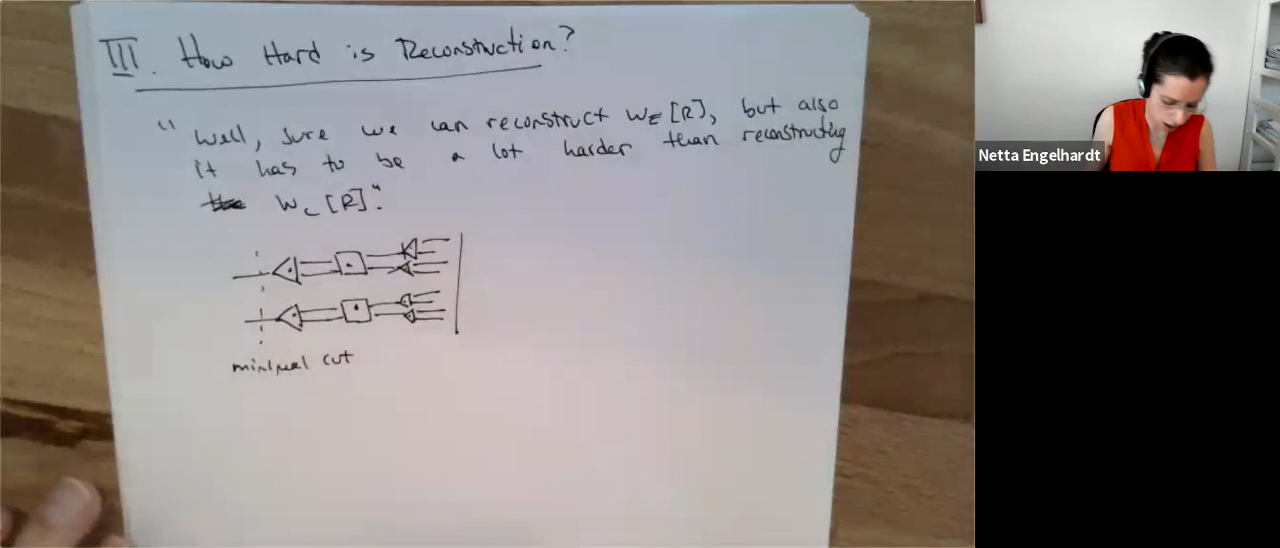 III. How Hard is Reconstruction?
"Well, sure we can reconstruct W_E[R], but also
it has to be a lot harder than reconstructing
W_C[R]."
minimal cut
Netta Engelhardt